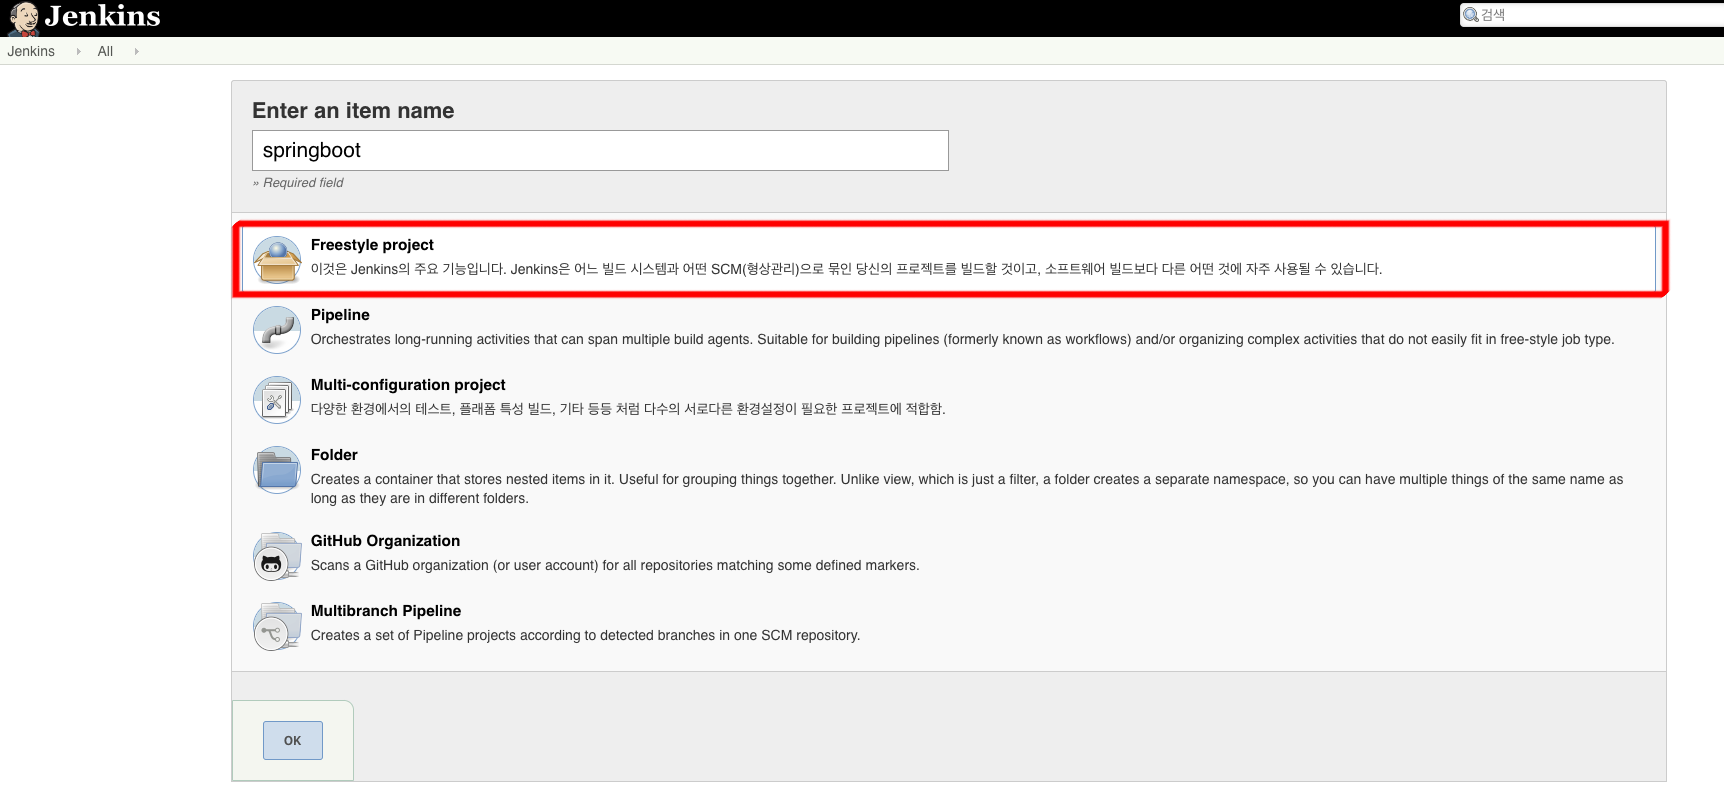 Jenkins
검색
Jenkins All
Enter an item name
springboot
» Required field
Freestyle project
이것은 Jenkins의 주요 기능입니다. Jenkins은 어느 빌드 시스템과 어떤 SCM(형상관리)으로 묶인 당신의 프로젝트를 빌드할 것이고, 소프트웨어 빌드보다 다른 어떤 것에 자주 사용될 수 있습니다.
Pipeline
Orchestrates long-running activities that can span multiple build agents. Suitable for building pipelines (formerly known as workflows) and/or organizing complex activities that do not easily fit in free-style job type.
Multi-configuration project
다양한 환경에서의 테스트, 플래폼 특성 빌드, 기타 등등 처럼 다수의 서로다른 환경설정이 필요한 프로젝트에 적합함.
Folder
Creates a container that stores nested items in it. Useful for grouping things together. Unlike view, which is just a filter, a folder creates a separate namespace, so you can have multiple things of the same name as
long as they are in different folders.
GitHub Organization
Scans a GitHub organization (or user account) for all repositories matching some defined markers.
Multibranch Pipeline
Creates a set of Pipeline projects according to detected branches in one SCM repository.
OK